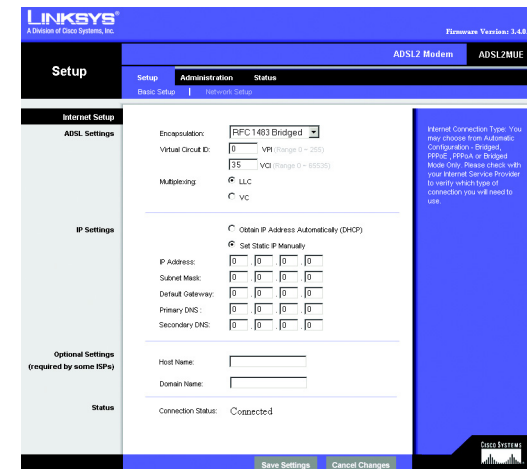 LINKSYS®
A Division of Cisco Systems, Inc.
Firmware Version: 3.4.0
ADSL2 Modem ADSL2MUE
Setup
Setup Administration Status
Basic Setup | Network Setup
Internet Setup
ADSL Settings
Encapsulation: RFC 1483 Bridged
Virtual Circuit ID: 0 VPI (Range 0~255)
35 VCI (Range 0~65535)
Multiplexing: LLC
VC
IP Settings
Obtain IP Address Automatically (DHCP)
Set Static IP Manually
IP Address: 0 . 0 . 0 . 0
Subnet Mask: 0 . 0 . 0 . 0
Default Gateway: 0 . 0 . 0 . 0
Primary DNS : 0 . 0 . 0 . 0
Secondary DNS: 0 . 0 . 0 . 0
Optional Settings
(required by some ISPs)
Host Name:
Domain Name:
Status
Connection Status: Connected
Save Settings Cancel Changes
Internet Connection Type: You
may choose from Automatic
Configuration - Bridged,
PPPoE , PPPoA or Bridged
Mode Only. Please check with
your Internet Service Provider
to verify which type of
connection you will need to
use.
CISCO SYSTEMS